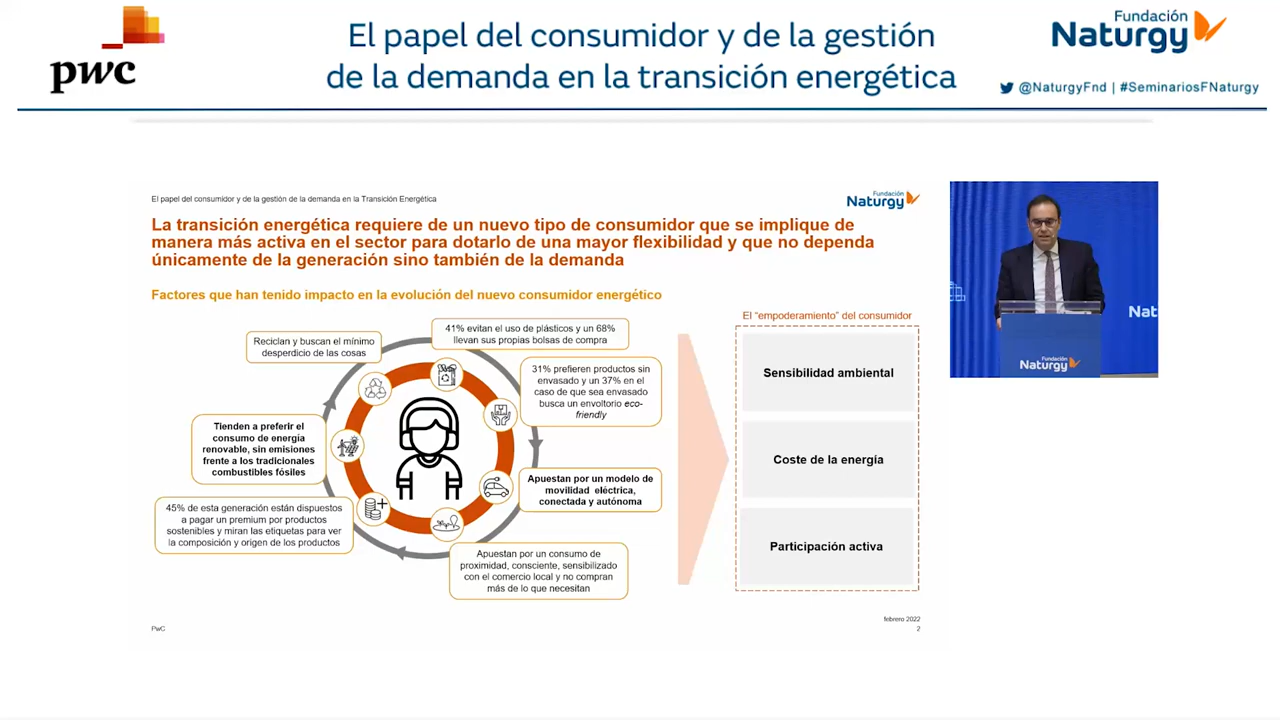 pwc
El papel del consumidor y de la gestión
de la demanda en la transición energética
Fundación
Naturgy
@NaturgyFnd | #SeminariosFNaturgy
El papel del consumidor y de la gestión de la demanda en la Transición Energética
Fundación
Naturgy
La transición energética requiere de un nuevo tipo de consumidor que se implique de
manera más activa en el sector para dotarlo de una mayor flexibilidad y que no dependa
únicamente de la generación sino también de la demanda
Factores que han tenido impacto en la evolución del nuevo consumidor energético
Reciclan y buscan el mínimo
desperdicio de las cosas
41% evitan el uso de plásticos y un 68%
llevan sus propias bolsas de compra
31% prefieren productos sin
envasado y un 37% en el
caso de que sea envasado
busca un envoltorio eco-
friendly
Tienden a preferir el
consumo de energía
renovable, sin emisiones
frente a los tradicionales
combustibles fósiles
Apuestan por un modelo de
movilidad eléctrica,
conectada y autónoma
45% de esta generación están dispuestos
a pagar un premium por productos
sostenibles y miran las etiquetas para ver
la composición y origen de los productos
Apuestan por un consumo de
proximidad, consciente, sensibilizado
con el comercio local y no compran
más de lo que necesitan
El “empoderamiento” del consumidor
Sensibilidad ambiental
Coste de la energía
Participación activa
PwC
febrero 2022
2
Nat
Fundación
Naturgy